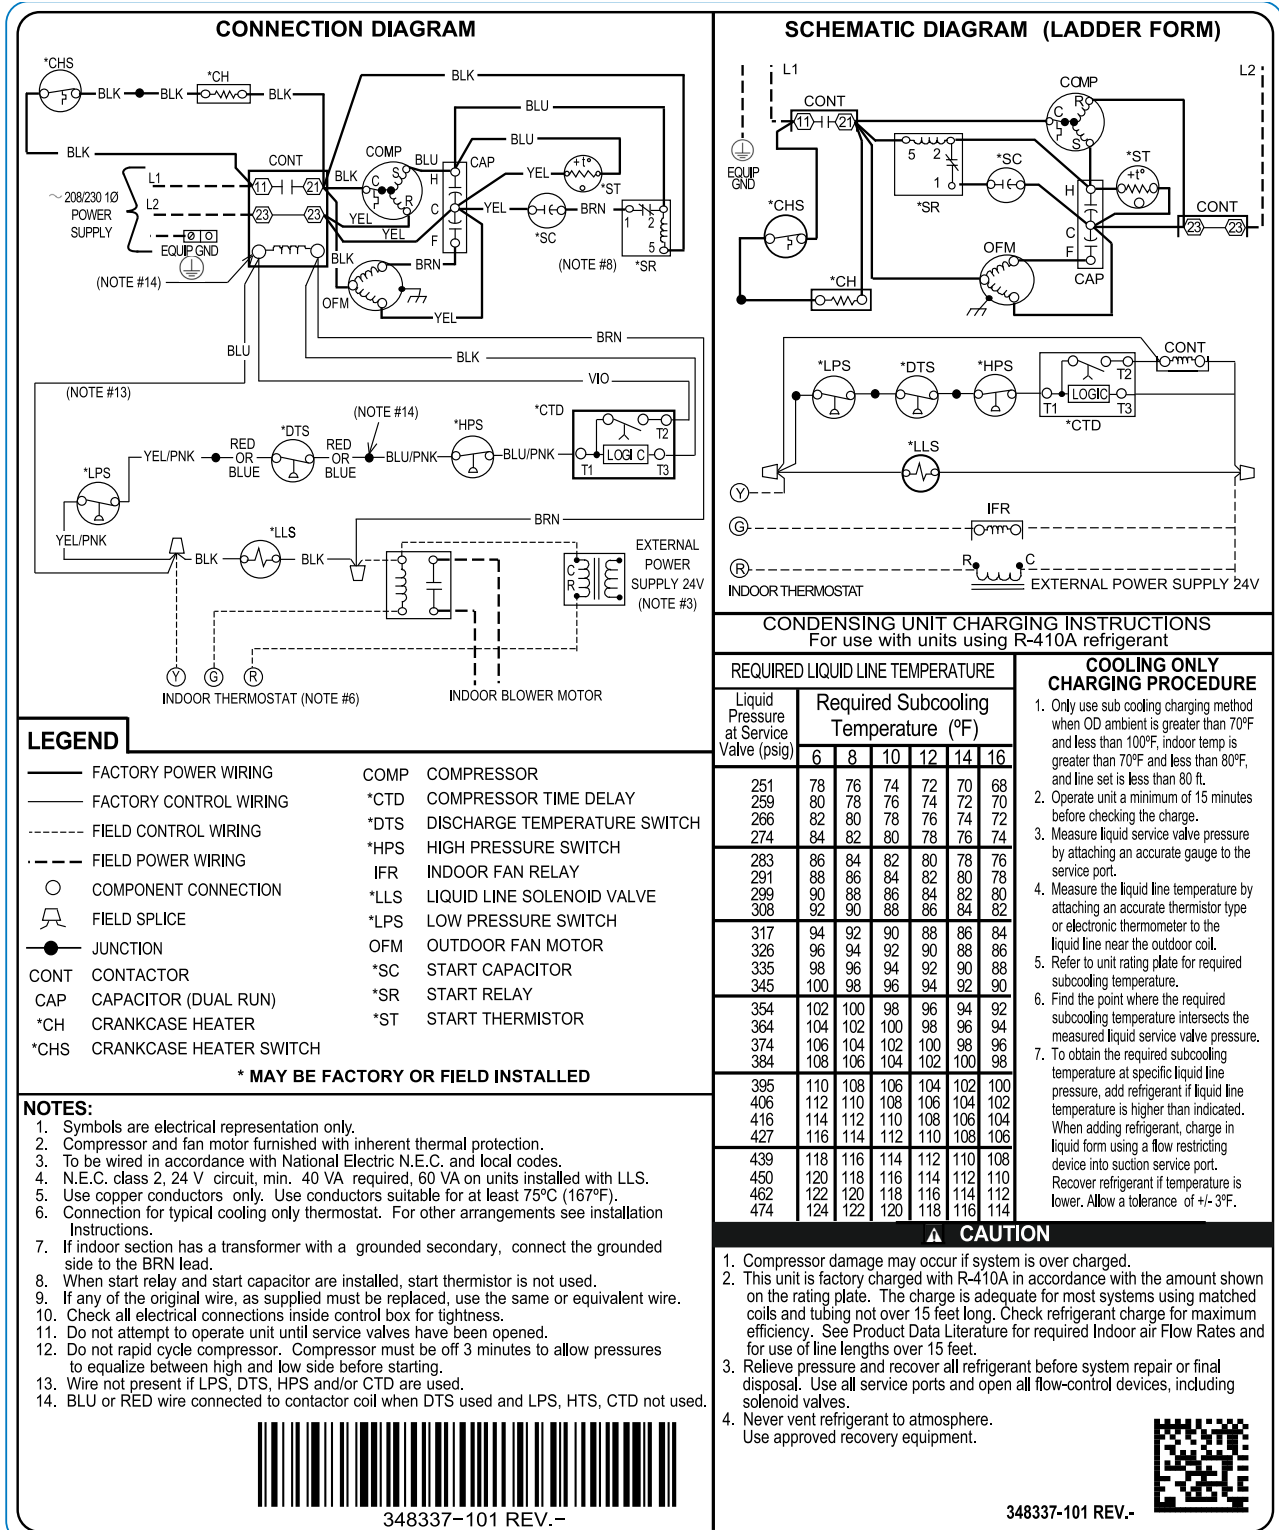 CONNECTION DIAGRAM
*CHS
BLK
BLK
*CH
BLK
BLK
BLK
BLU
BLU
BLK
CONT
COMP
BLU
H
CAP
YEL
+t°
*ST
L1
11
21
BLK
C
S
R
L2
23
23
YEL
YEL
C
YEL
*SC
BRN
1
2
5
*SR
~ 208/230 1Ø
POWER
SUPPLY
EQUIP GND
F
BLK
BRN
(NOTE #8)
(NOTE #14)
OFM
YEL
BRN
BLU
BLK
VIO
(NOTE #13)
(NOTE #14)
*CTD
*HPS
*DTS
RED
OR
BLUE
RED
OR
BLUE
YEL/PNK
BLU/PNK
BLU/PNK
T2
T1
LOGIC
T3
*LPS
YEL/PNK
BRN
*LLS
BLK
BLK
EXTERNAL
POWER
SUPPLY 24V
(NOTE #3)
C
R
Y
G
R
INDOOR THERMOSTAT (NOTE #6)
INDOOR BLOWER MOTOR
LEGEND
FACTORY POWER WIRING
FACTORY CONTROL WIRING
FIELD CONTROL WIRING
FIELD POWER WIRING
COMPONENT CONNECTION
FIELD SPLICE
JUNCTION
CONT CONTACTOR
CAP CAPACITOR (DUAL RUN)
*CH CRANKCASE HEATER
*CHS CRANKCASE HEATER SWITCH
COMP COMPRESSOR
*CTD COMPRESSOR TIME DELAY
*DTS DISCHARGE TEMPERATURE SWITCH
*HPS HIGH PRESSURE SWITCH
IFR INDOOR FAN RELAY
*LLS LIQUID LINE SOLENOID VALVE
*LPS LOW PRESSURE SWITCH
OFM OUTDOOR FAN MOTOR
*SC START CAPACITOR
*SR START RELAY
*ST START THERMISTOR
* MAY BE FACTORY OR FIELD INSTALLED
NOTES:
1. Symbols are electrical representation only.
2. Compressor and fan motor furnished with inherent thermal protection.
3. To be wired in accordance with National Electric N.E.C. and local codes.
4. N.E.C. class 2, 24 V circuit, min. 40 VA required, 60 VA on units installed with LLS.
5. Use copper conductors only. Use conductors suitable for at least 75ºC (167ºF).
6. Connection for typical cooling only thermostat. For other arrangements see installation
Instructions.
7. If indoor section has a transformer with a grounded secondary, connect the grounded
side to the BRN lead.
8. When start relay and start capacitor are installed, start thermistor is not used.
9. If any of the original wire, as supplied must be replaced, use the same or equivalent wire.
10. Check all electrical connections inside control box for tightness.
11. Do not attempt to operate unit until service valves have been opened.
12. Do not rapid cycle compressor. Compressor must be off 3 minutes to allow pressures
to equalize between high and low side before starting.
13. Wire not present if LPS, DTS, HPS and/or CTD are used.
14. BLU or RED wire connected to contactor coil when DTS used and LPS, HTS, CTD not used.
348337-101 REV.-
SCHEMATIC DIAGRAM (LADDER FORM)
L1
L2
CONT
11
21
COMP
R
C
S
EQUIP
GND
5
2
1
*SR
*SC
*ST
+t°
H
C
F
CAP
CONT
23
23
*CHS
OFM
*CH
*LPS
*DTS
*HPS
CONT
T2
T1
LOGIC
T3
*CTD
*LLS
Y
G
IFR
R
R
C
INDOOR THERMOSTAT
EXTERNAL POWER SUPPLY 24V
CONDENSING UNIT CHARGING INSTRUCTIONS
For use with units using R-410A refrigerant
REQUIRED LIQUID LINE TEMPERATURE
Liquid
Pressure
at Service
Valve (psig)
Required Subcooling
Temperature (ºF)
6 8 10 12 14 16
251 78 76 74 72 70 68
259 80 78 76 74 72 70
266 82 80 78 76 74 72
274 84 82 80 78 76 74
283 86 84 82 80 78 76
291 88 86 84 82 80 78
299 90 88 86 84 82 80
308 92 90 88 86 84 82
317 94 92 90 88 86 84
326 96 94 92 90 88 86
335 98 96 94 92 90 88
345 100 98 96 94 92 90
354 102 100 98 96 94 92
364 104 102 100 98 96 94
374 106 104 102 100 98 96
384 108 106 104 102 100 98
395 110 108 106 104 102 100
406 112 110 108 106 104 102
416 114 112 110 108 106 104
427 116 114 112 110 108 106
439 118 116 114 112 110 108
450 120 118 116 114 112 110
462 122 120 118 116 114 112
474 124 122 120 118 116 114
COOLING ONLY
CHARGING PROCEDURE
1. Only use sub cooling charging method
when OD ambient is greater than 70ºF
and less than 100ºF, indoor temp is
greater than 70ºF and less than 80ºF,
and line set is less than 80 ft.
2. Operate unit a minimum of 15 minutes
before checking the charge.
3. Measure liquid service valve pressure
by attaching an accurate gauge to the
service port.
4. Measure the liquid line temperature by
attaching an accurate thermistor type
or electronic thermometer to the
liquid line near the outdoor coil.
5. Refer to unit rating plate for required
subcooling temperature.
6. Find the point where the required
subcooling temperature intersects the
measured liquid service valve pressure.
7. To obtain the required subcooling
temperature at specific liquid line
pressure, add refrigerant if liquid line
temperature is higher than indicated.
When adding refrigerant, charge in
liquid form using a flow restricting
device into suction service port.
Recover refrigerant if temperature is
lower. Allow a tolerance of +/- 3ºF.
CAUTION
1. Compressor damage may occur if system is over charged.
2. This unit is factory charged with R-410A in accordance with the amount shown
on the rating plate. The charge is adequate for most systems using matched
coils and tubing not over 15 feet long. Check refrigerant charge for maximum
efficiency. See Product Data Literature for required Indoor air Flow Rates and
for use of line lengths over 15 feet.
3. Relieve pressure and recover all refrigerant before system repair or final
disposal. Use all service ports and open all flow-control devices, including
solenoid valves.
4. Never vent refrigerant to atmosphere.
Use approved recovery equipment.
348337-101 REV.-